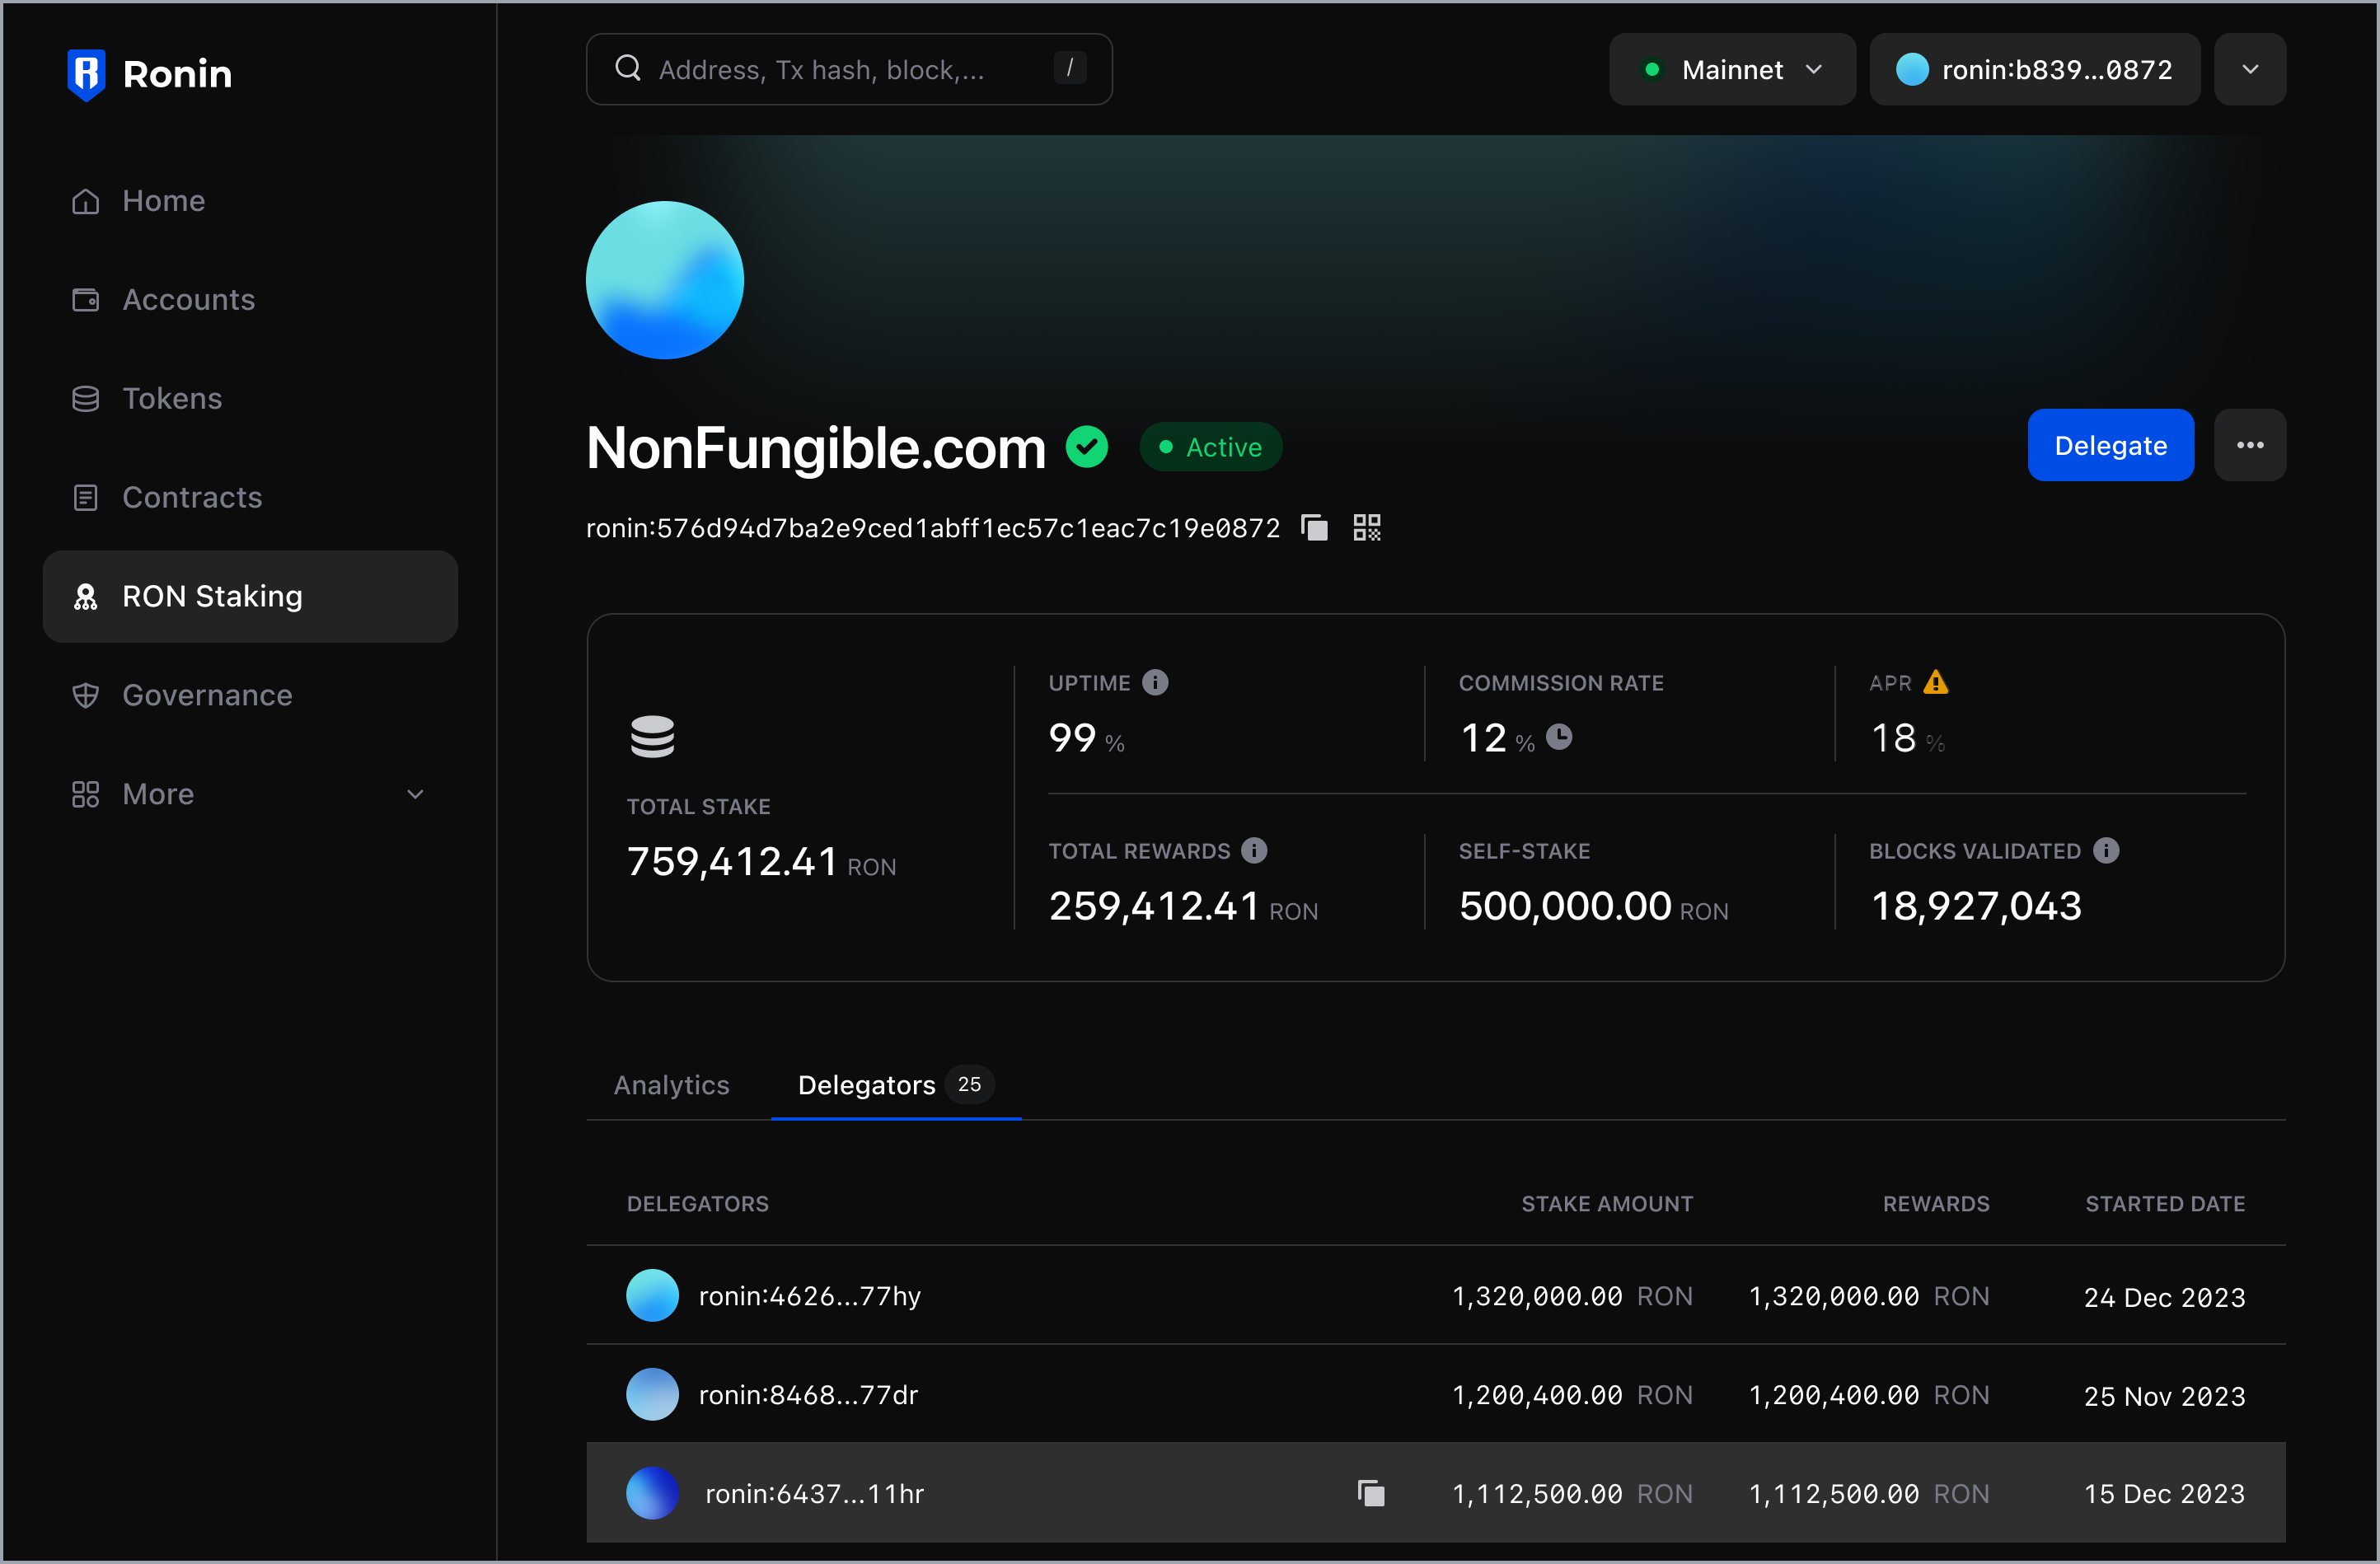 Ronin
Address, Tx hash, block,... /
Mainnet
ronin:b839...0872
Home
Accounts
Tokens
Contracts
RON Staking
Governance
More
NonFungible.com
Active
Delegate
ronin:576d94d7ba2e9ced1abff1ec57c1eac7c19e0872
TOTAL STAKE
759,412.41 RON
UPTIME
99 %
COMMISSION RATE
12 %
APR
18 %
TOTAL REWARDS
259,412.41 RON
SELF-STAKE
500,000.00 RON
BLOCKS VALIDATED
18,927,043
Analytics
Delegators 25
DELEGATORS STAKE AMOUNT REWARDS STARTED DATE
ronin:4626...77hy 1,320,000.00 RON 1,320,000.00 RON 24 Dec 2023
ronin:8468...77dr 1,200,400.00 RON 1,200,400.00 RON 25 Nov 2023
ronin:6437...11hr 1,112,500.00 RON 1,112,500.00 RON 15 Dec 2023